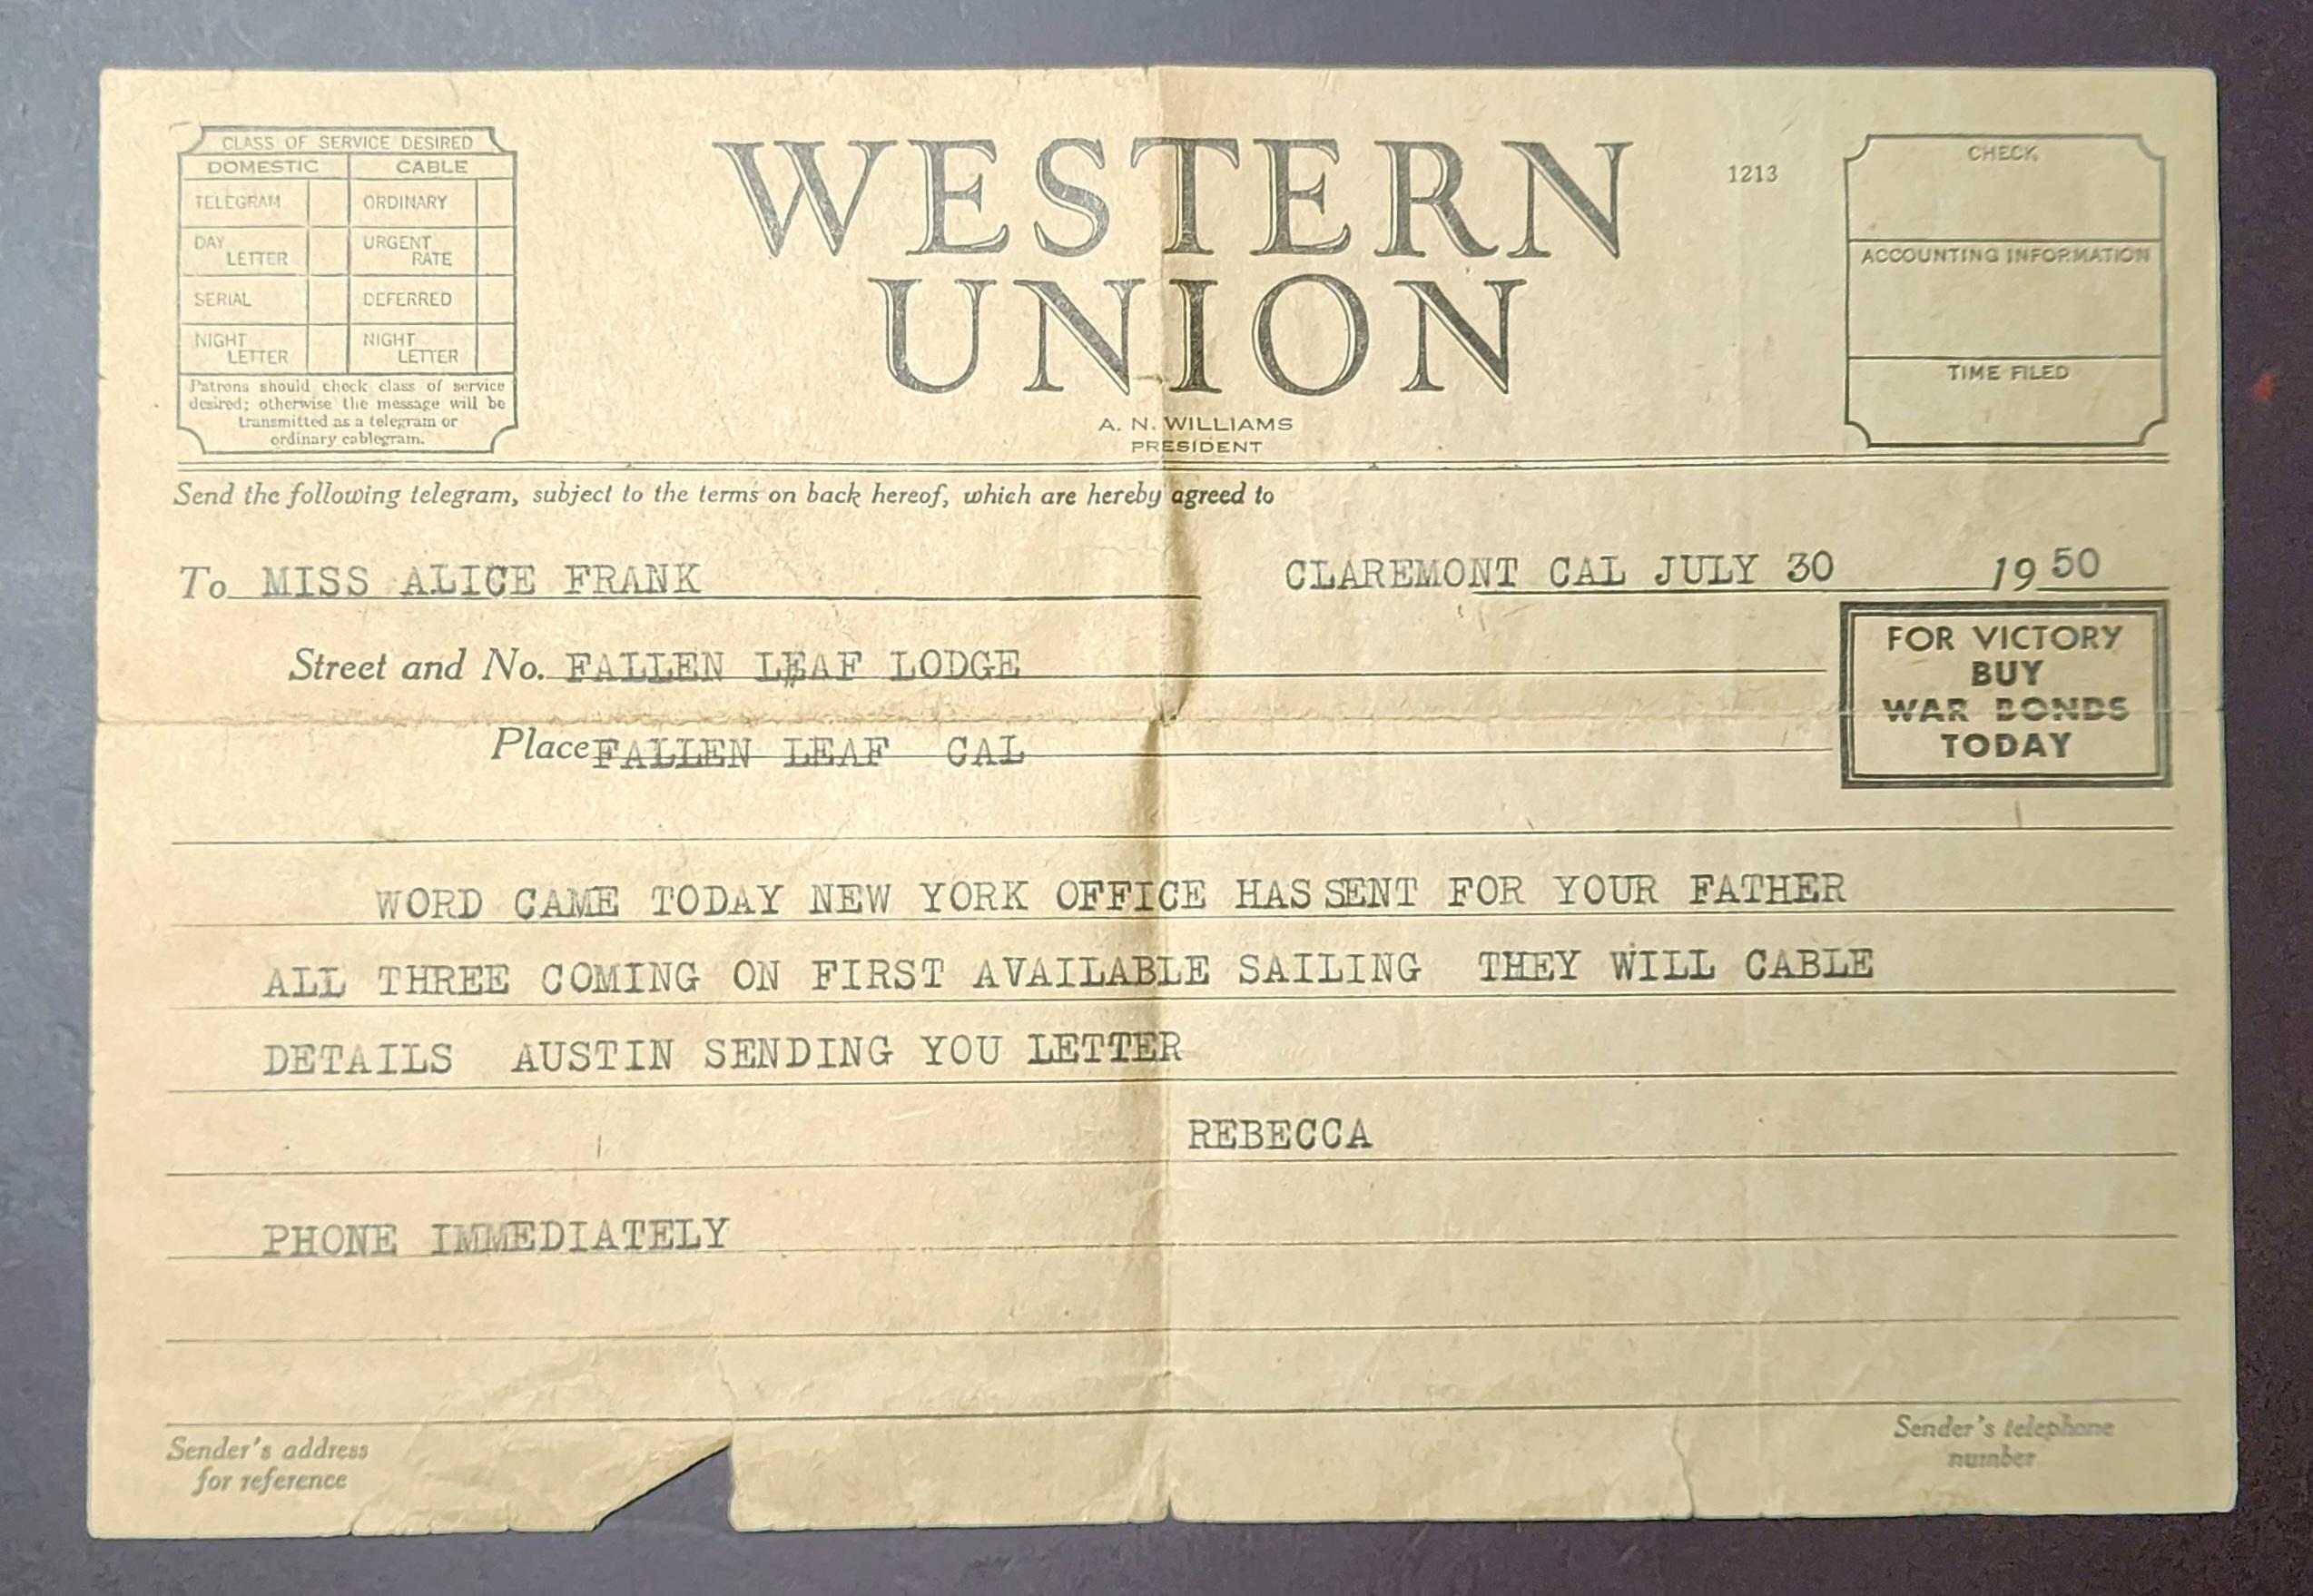 CLASS OF SERVICE DESIRED
DOMESTIC CABLE
TELEGRAM ORDINARY
DAY LETTER URGENT RATE
SERIAL DEFERRED
NIGHT LETTER NIGHT LETTER
Patrons should check class of service
desired; otherwise the message will be
transmitted as a telegram or
ordinary cablegram.
WESTERN
UNION
A. N. WILLIAMS
PRESIDENT
1213
CHECK
ACCOUNTING INFORMATION
TIME FILED
Send the following telegram, subject to the terms on back hereof, which are hereby agreed to
To MISS ALICE FRANK CLAREMONT CAL JULY 30 1950
Street and No. FALLEN LEAF LODGE
Place FALLEN LEAF CAL
FOR VICTORY
BUY
WAR BONDS
TODAY
WORD CAME TODAY NEW YORK OFFICE HAS SENT FOR YOUR FATHER
ALL THREE COMING ON FIRST AVAILABLE SAILING THEY WILL CABLE
DETAILS AUSTIN SENDING YOU LETTER
REBECCA
PHONE IMMEDIATELY
Sender's address
for reference
Sender's telephone
number